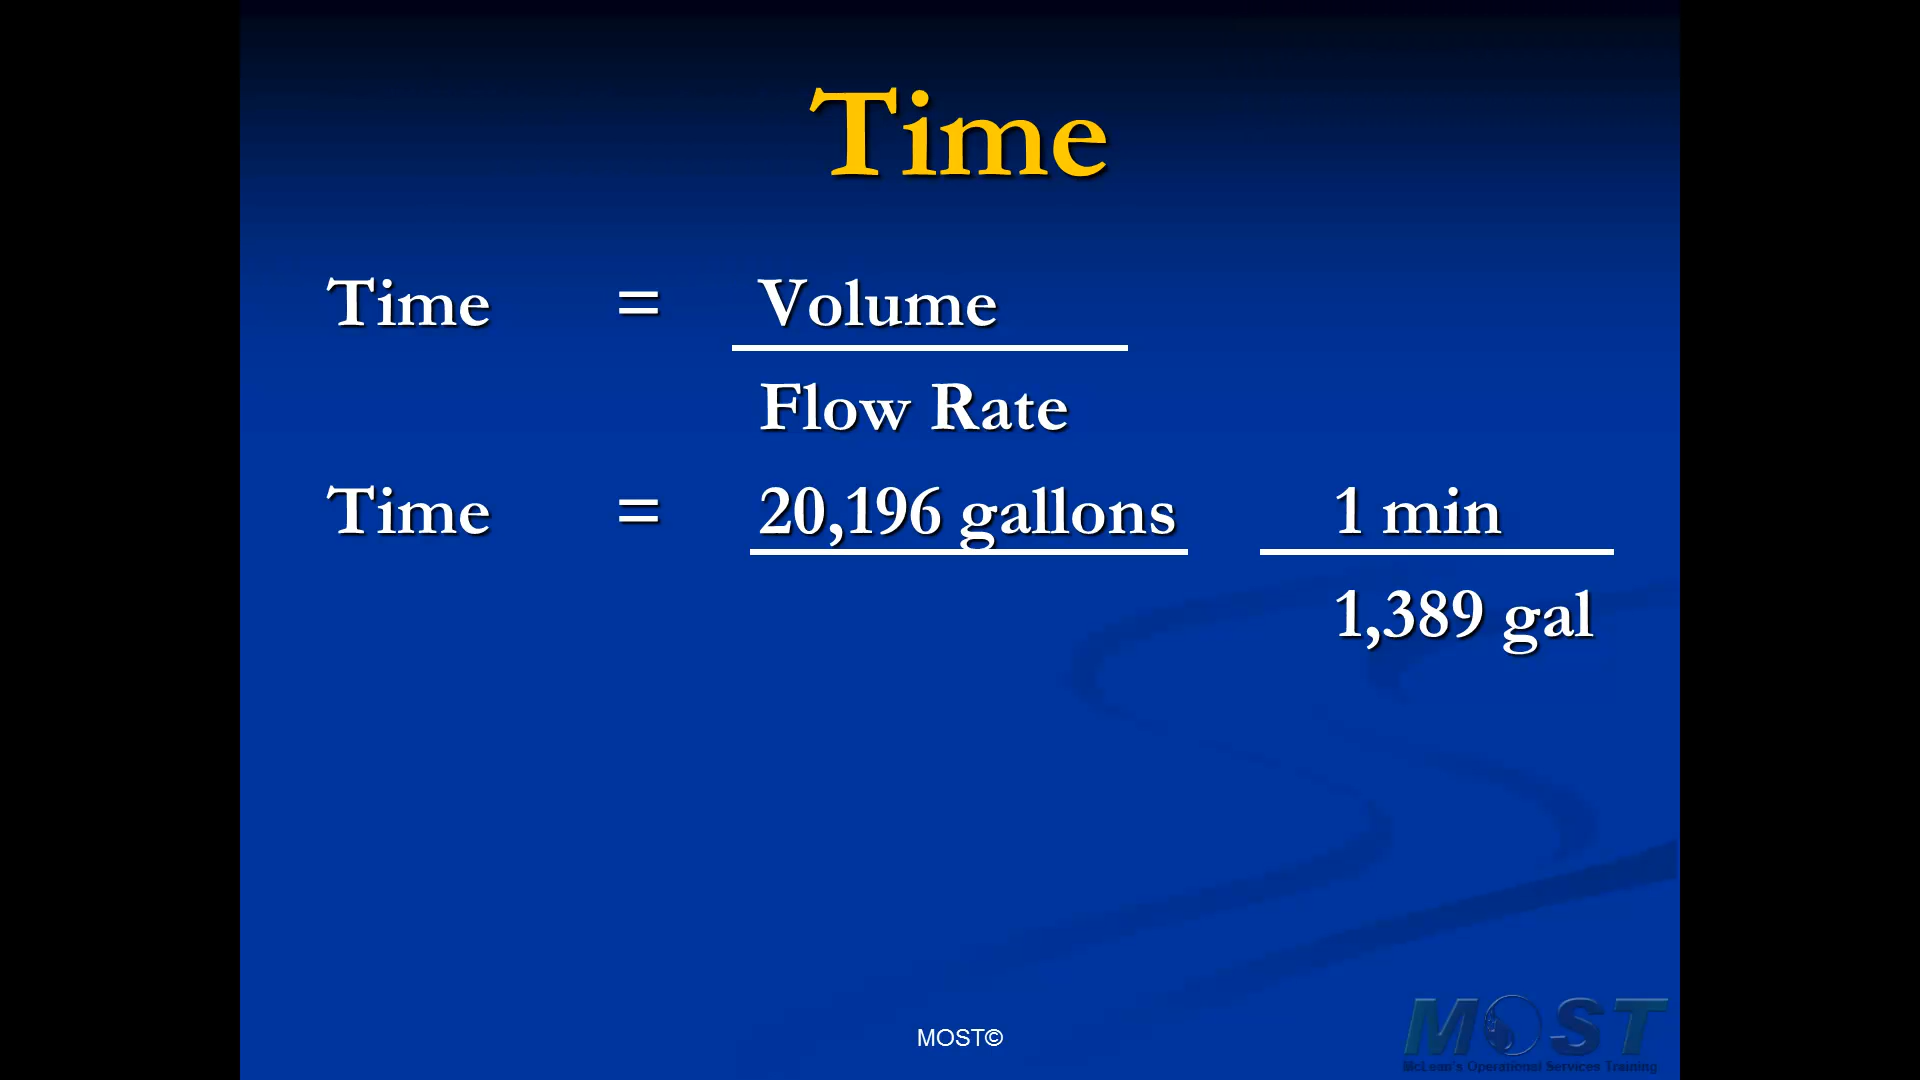 Time
Time = Volume
Flow Rate
Time = 20,196 gallons 1 min
1,389 gal
MOST©
MOST
McLean's Operational Services Training